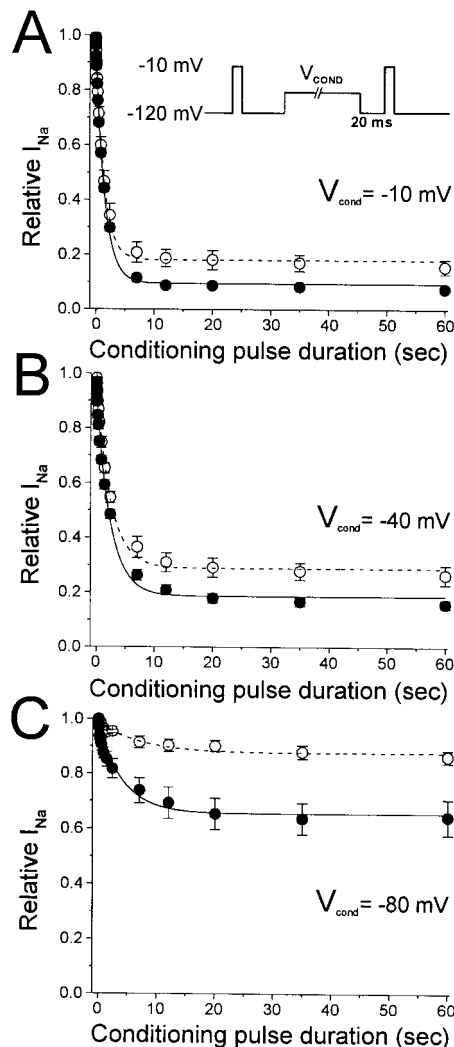 A
1.0
0.8
0.6
0.4
0.2
0.0
Relative I_Na
-10 mV
-120 mV
V_COND
20 ms
V_cond= -10 mV
0 10 20 30 40 50 60
Conditioning pulse duration (sec)
B
1.0
0.8
0.6
0.4
0.2
0.0
Relative I_Na
V_cond= -40 mV
0 10 20 30 40 50 60
Conditioning pulse duration (sec)
C
1.0
0.8
0.6
0.4
0.2
0.0
Relative I_Na
V_cond= -80 mV
0 10 20 30 40 50 60
Conditioning pulse duration (sec)